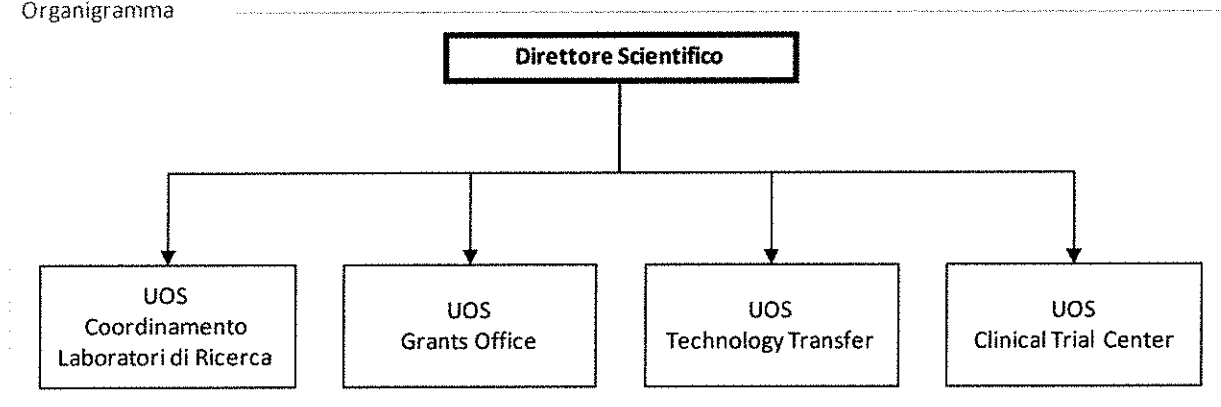 Organigramma
Direttore Scientifico
UOS
Coordinamento
Laboratori di Ricerca
UOS
Grants Office
UOS
Technology Transfer
UOS
Clinical Trial Center